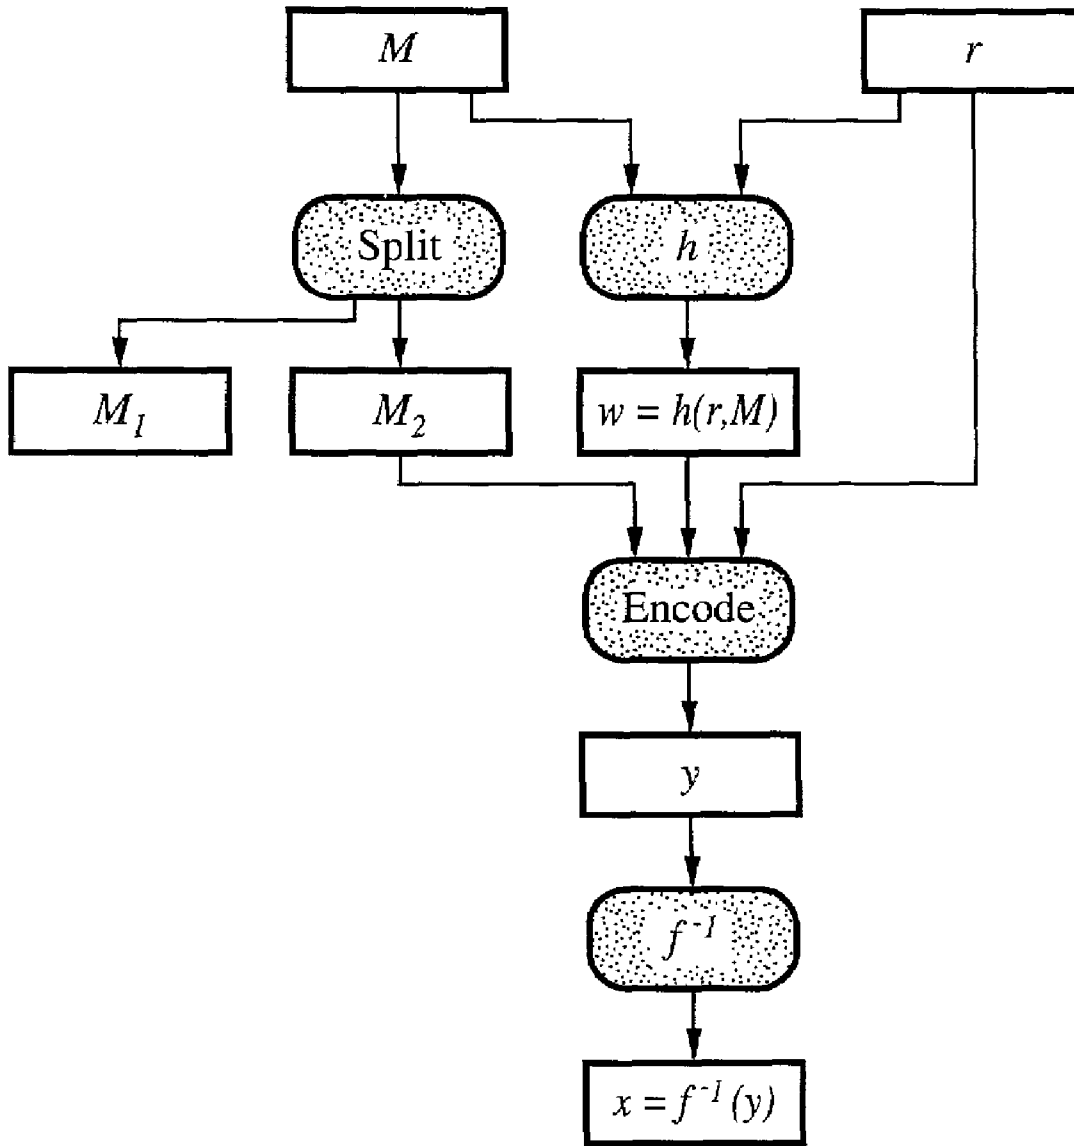 M
r
Split
h
M₁
M₂
w = h(r,M)
Encode
y
f⁻¹
x = f⁻¹(y)